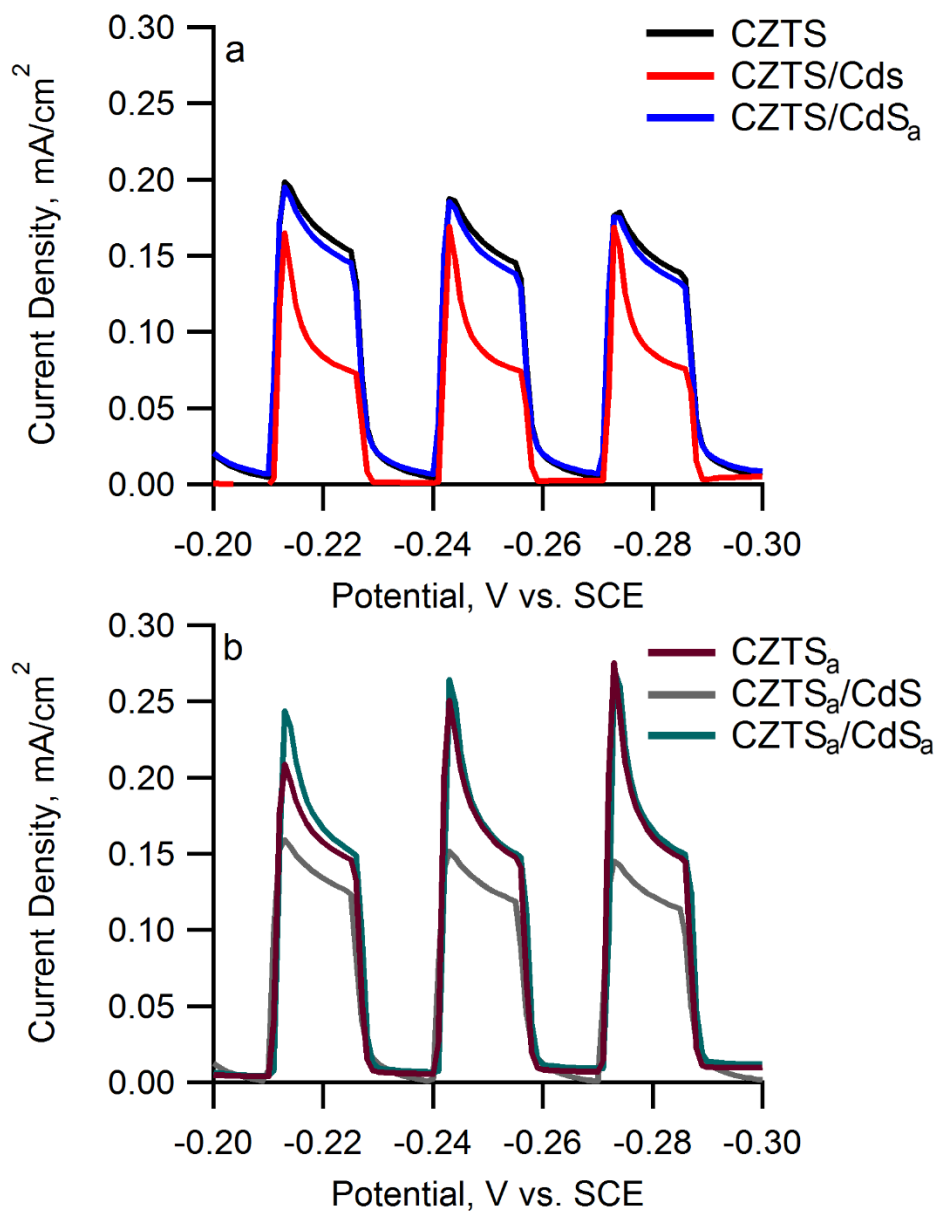 a
CZTS
CZTS/Cds
CZTS/CdSₐ
0.30
0.25
0.20
0.15
0.10
0.05
0.00
Current Density, mA/cm²
-0.20 -0.22 -0.24 -0.26 -0.28 -0.30
Potential, V vs. SCE
b
CZTSₐ
CZTSₐ/CdS
CZTSₐ/CdSₐ
0.30
0.25
0.20
0.15
0.10
0.05
0.00
Current Density, mA/cm²
-0.20 -0.22 -0.24 -0.26 -0.28 -0.30
Potential, V vs. SCE